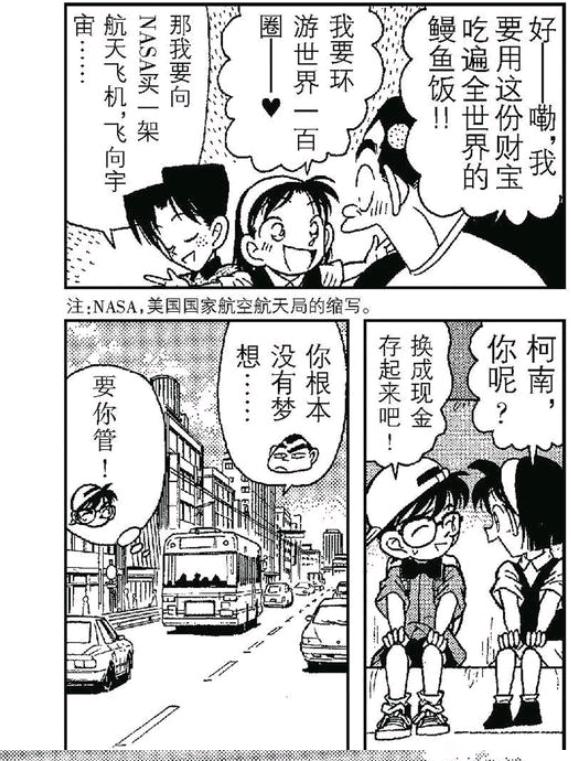 好——嘞，我
要用这份财宝
吃遍全世界的
鳗鱼饭!!
我要环
游世界一百
圈——♥
那我要向
NASA买一架
航天飞机，飞向宇
宙……
注:NASA,美国国家航空航天局的缩写。
柯南，
你呢？
换成现金
存起来吧！
你根本
没有梦
想……
要你管！